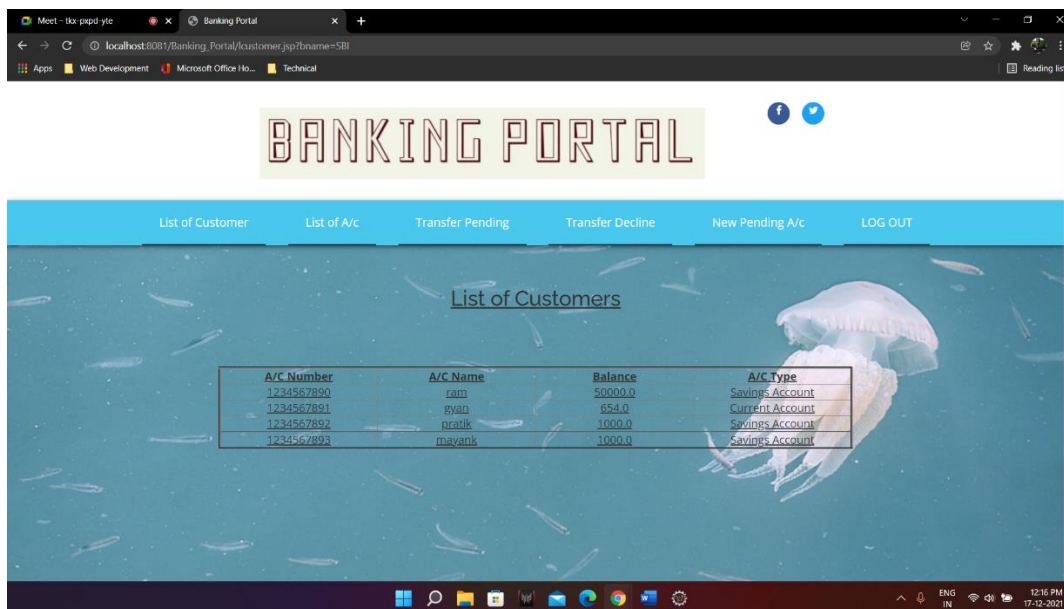 Meet – tkx-pxpd-yte
Banking Portal
localhost:8081/Banking_Portal/lcustomer.jsp?bname=SBI
Apps Web Development Microsoft Office Ho... Technical Reading list
BANKING PORTAL
List of Customer List of A/c Transfer Pending Transfer Decline New Pending A/c LOG OUT
List of Customers
A/C Number A/C Name Balance A/C Type
1234567890 ram 50000.0 Savings Account
1234567891 gyan 654.0 Current Account
1234567892 pratik 1000.0 Savings Account
1234567893 mayank 1000.0 Savings Account
ENG 12:16 PM
IN 17-12-2021